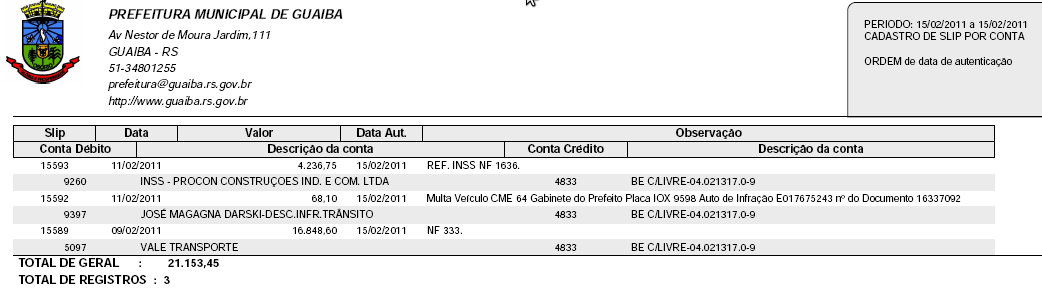 PREFEITURA MUNICIPAL DE GUAIBA
Av Nestor de Moura Jardim,111
GUAIBA - RS
51-34801255
prefeitura@guaiba.rs.gov.br
http://www.guaiba.rs.gov.br
PERIODO: 15/02/2011 a 15/02/2011
CADASTRO DE SLIP POR CONTA
ORDEM de data de autenticação
Slip Data Valor Data Aut. Observação
Conta Débito Descrição da conta Conta Crédito Descrição da conta
15593 11/02/2011 4.236,75 15/02/2011 REF. INSS NF 1636.
9260 INSS - PROCON CONSTRUÇOES IND. E COM. LTDA 4833 BE C/LIVRE-04.021317.0-9
15592 11/02/2011 68,10 15/02/2011 Multa Veículo CME 64 Gabinete do Prefeito Placa IOX 9598 Auto de Infração E017675243 nº do Documento 16337092
9397 JOSÉ MAGAGNA DARSKI-DESC.INFR.TRÂNSITO 4833 BE C/LIVRE-04.021317.0-9
15589 09/02/2011 16.848,60 15/02/2011 NF 333.
5097 VALE TRANSPORTE 4833 BE C/LIVRE-04.021317.0-9
TOTAL DE GERAL : 21.153,45
TOTAL DE REGISTROS : 3